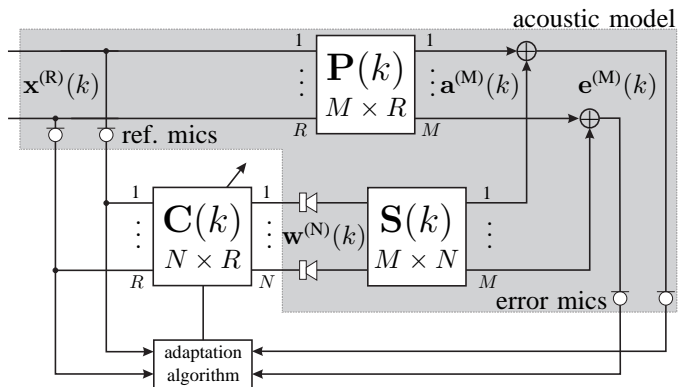 acoustic model
1 P(k) 1
x^(R)(k) ⋮ M × R ⋮ a^(M)(k) e^(M)(k)
R M
ref. mics
1 C(k) 1 S(k) 1
⋮ N × R ⋮ w^(N)(k) M × N ⋮
R N M
error mics
adaptation
algorithm